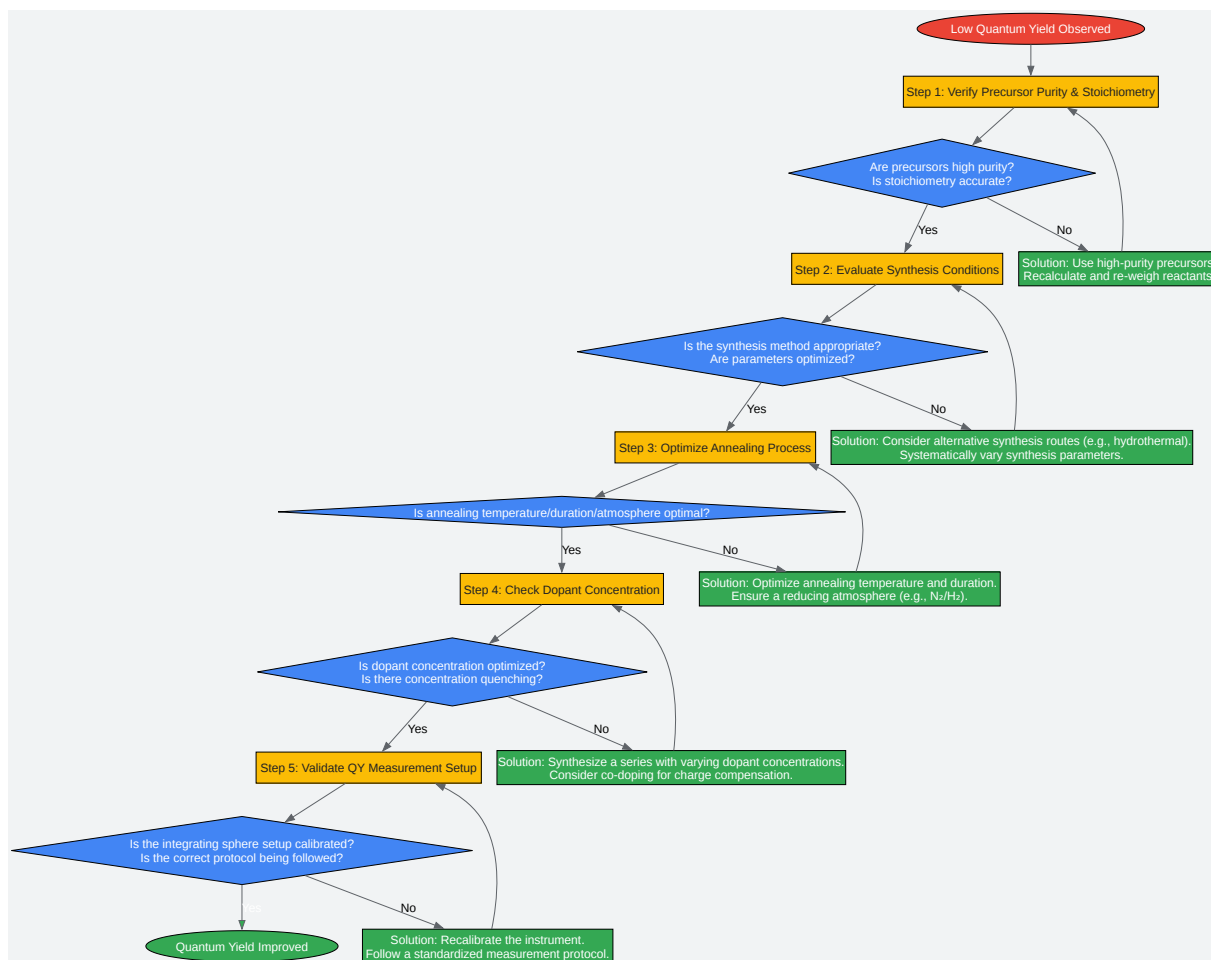 Low Quantum Yield Observed
Step 1: Verify Precursor Purity & Stoichiometry
Are precursors high purity?
Is stoichiometry accurate?
Yes
No
Step 2: Evaluate Synthesis Conditions
Solution: Use high-purity precursors
Recalculate and re-weigh reactants
Is the synthesis method appropriate?
Are parameters optimized?
Yes
No
Step 3: Optimize Annealing Process
Solution: Consider alternative synthesis routes (e.g., hydrothermal).
Systematically vary synthesis parameters.
Is annealing temperature/duration/atmosphere optimal?
Yes
No
Step 4: Check Dopant Concentration
Solution: Optimize annealing temperature and duration.
Ensure a reducing atmosphere (e.g., N₂/H₂).
Is dopant concentration optimized?
Is there concentration quenching?
Yes
No
Step 5: Validate QY Measurement Setup
Solution: Synthesize a series with varying dopant concentrations.
Consider co-doping for charge compensation.
Is the integrating sphere setup calibrated?
Is the correct protocol being followed?
Yes
No
Quantum Yield Improved
Solution: Recalibrate the instrument.
Follow a standardized measurement protocol.